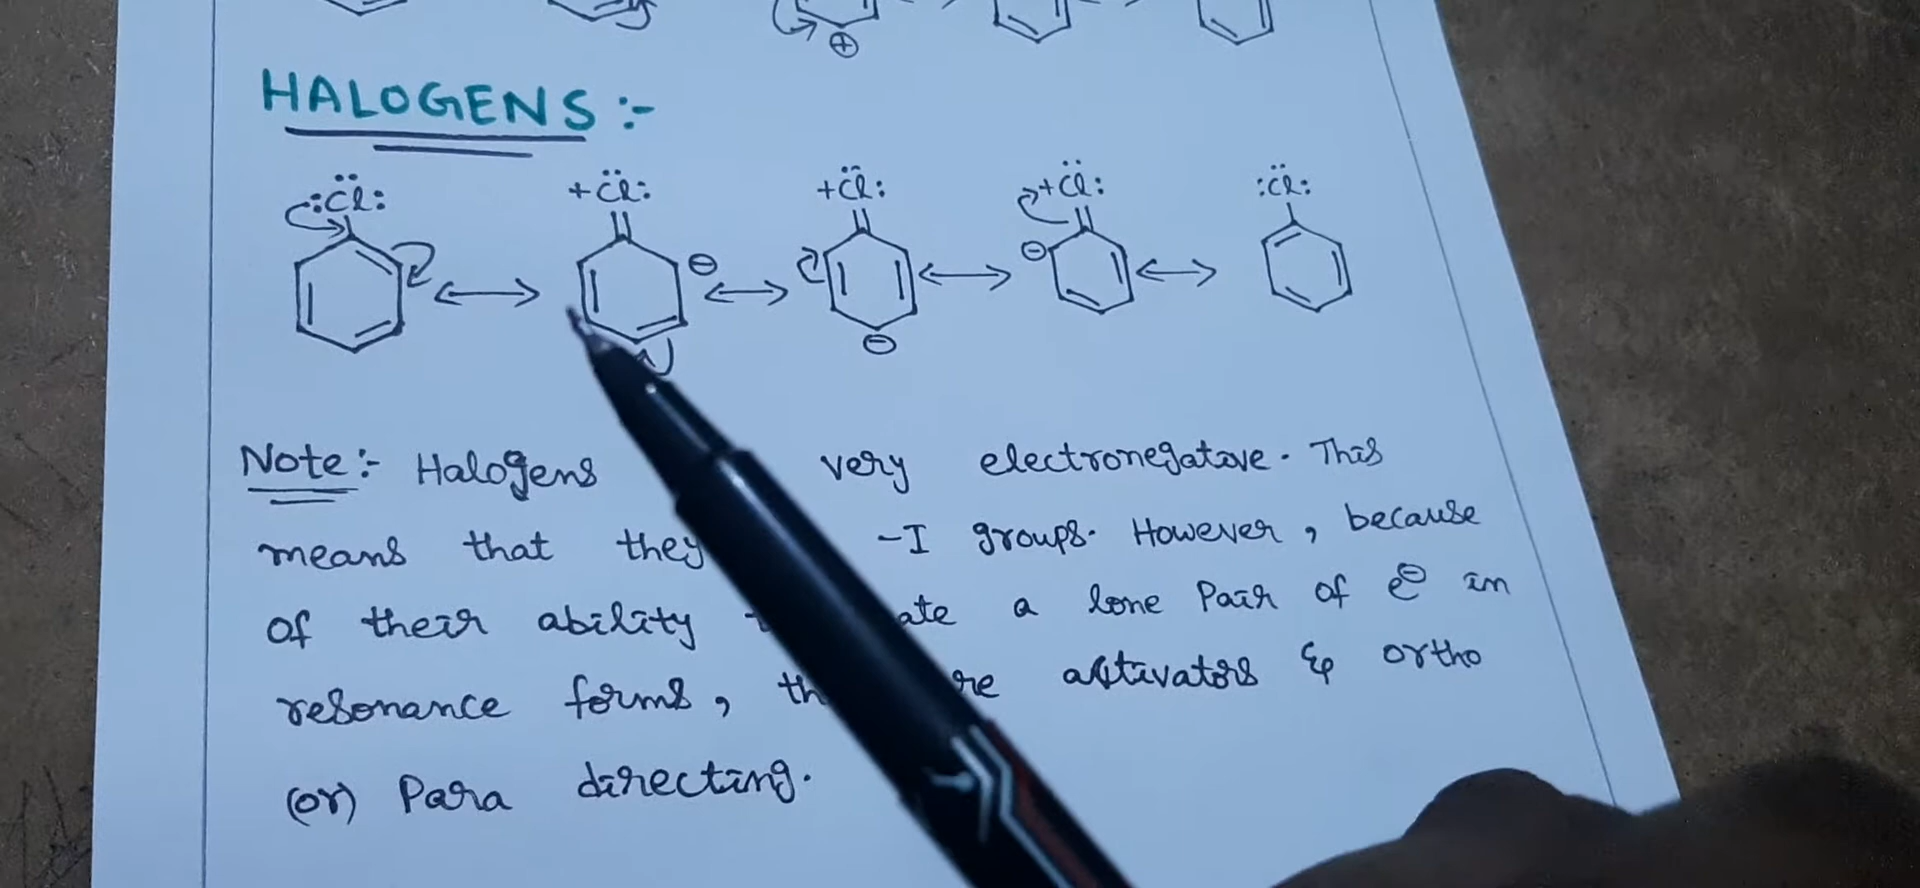 HALOGENS :-
:C̈l: +C̈l: +C̈l: +C̈l: :C̈l:
⊖ ⊖ ⊖
⊕
Note :- Halogens very electronegative. This
means that they -I groups. However, because
of their ability ate a lone Pair of e⊖ in
resonance forms, th re activators & ortho
(or) Para directing.